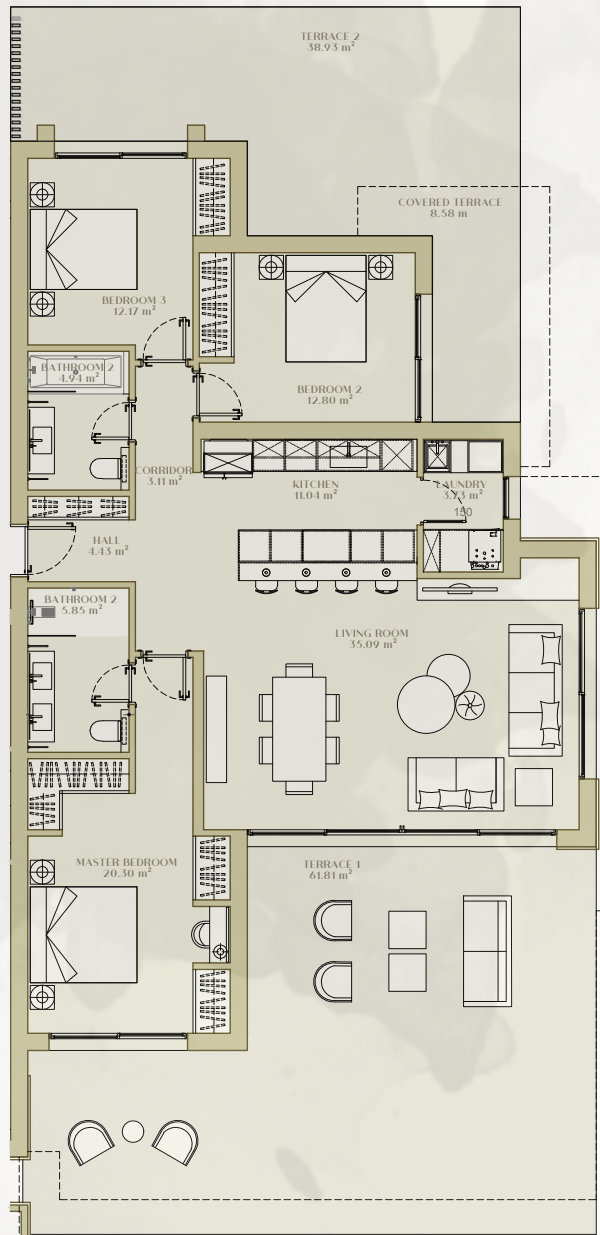 TERRACE 2
38.93 m²
COVERED TERRACE
8.58 m
BEDROOM 3
12.17 m²
BATHROOM 2
4.94 m²
BEDROOM 2
12.80 m²
CORRIDOR
3.11 m²
KITCHEN
11.04 m²
LAUNDRY
3.73 m²
150
HALL
4.43 m²
BATHROOM 2
5.85 m²
LIVING ROOM
35.09 m²
MASTER BEDROOM
20.30 m²
TERRACE 1
61.81 m²